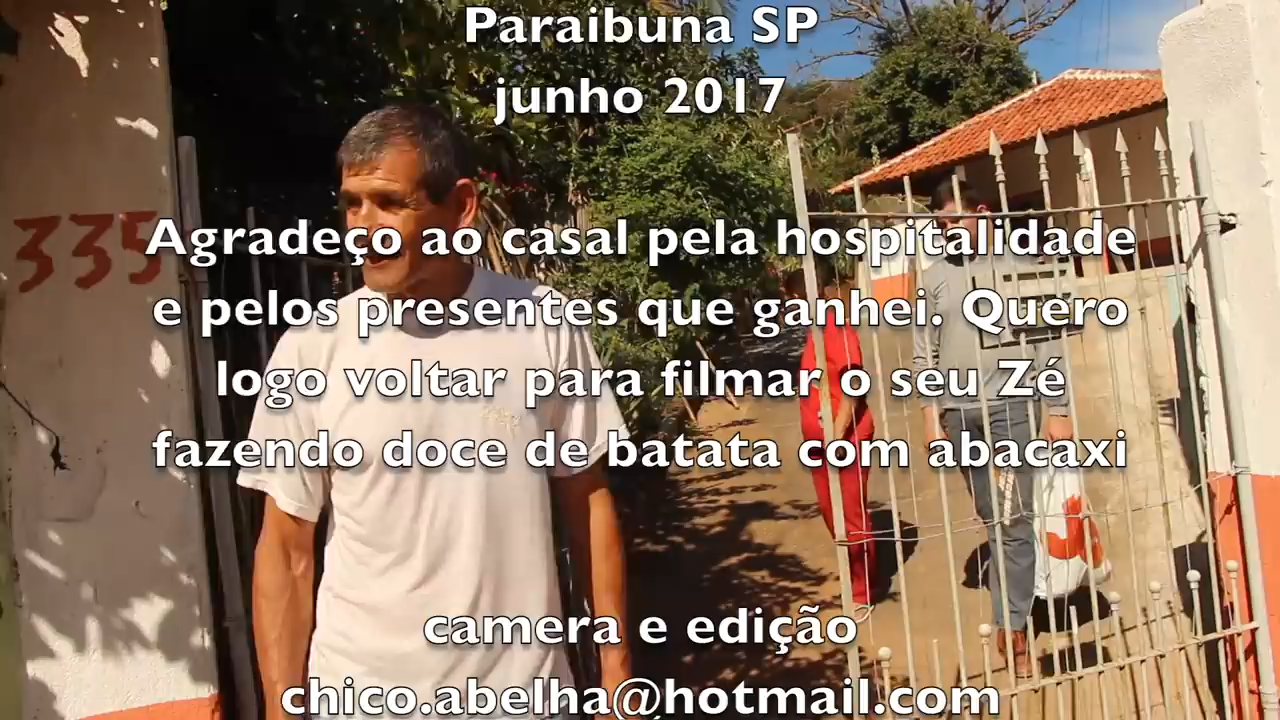 Paraibuna SP
junho 2017
335
Agradeço ao casal pela hospitalidade
e pelos presentes que ganhei. Quero
logo voltar para filmar o seu Zé
fazendo doce de batata com abacaxi
camera e edição
chico.abelha@hotmail.com